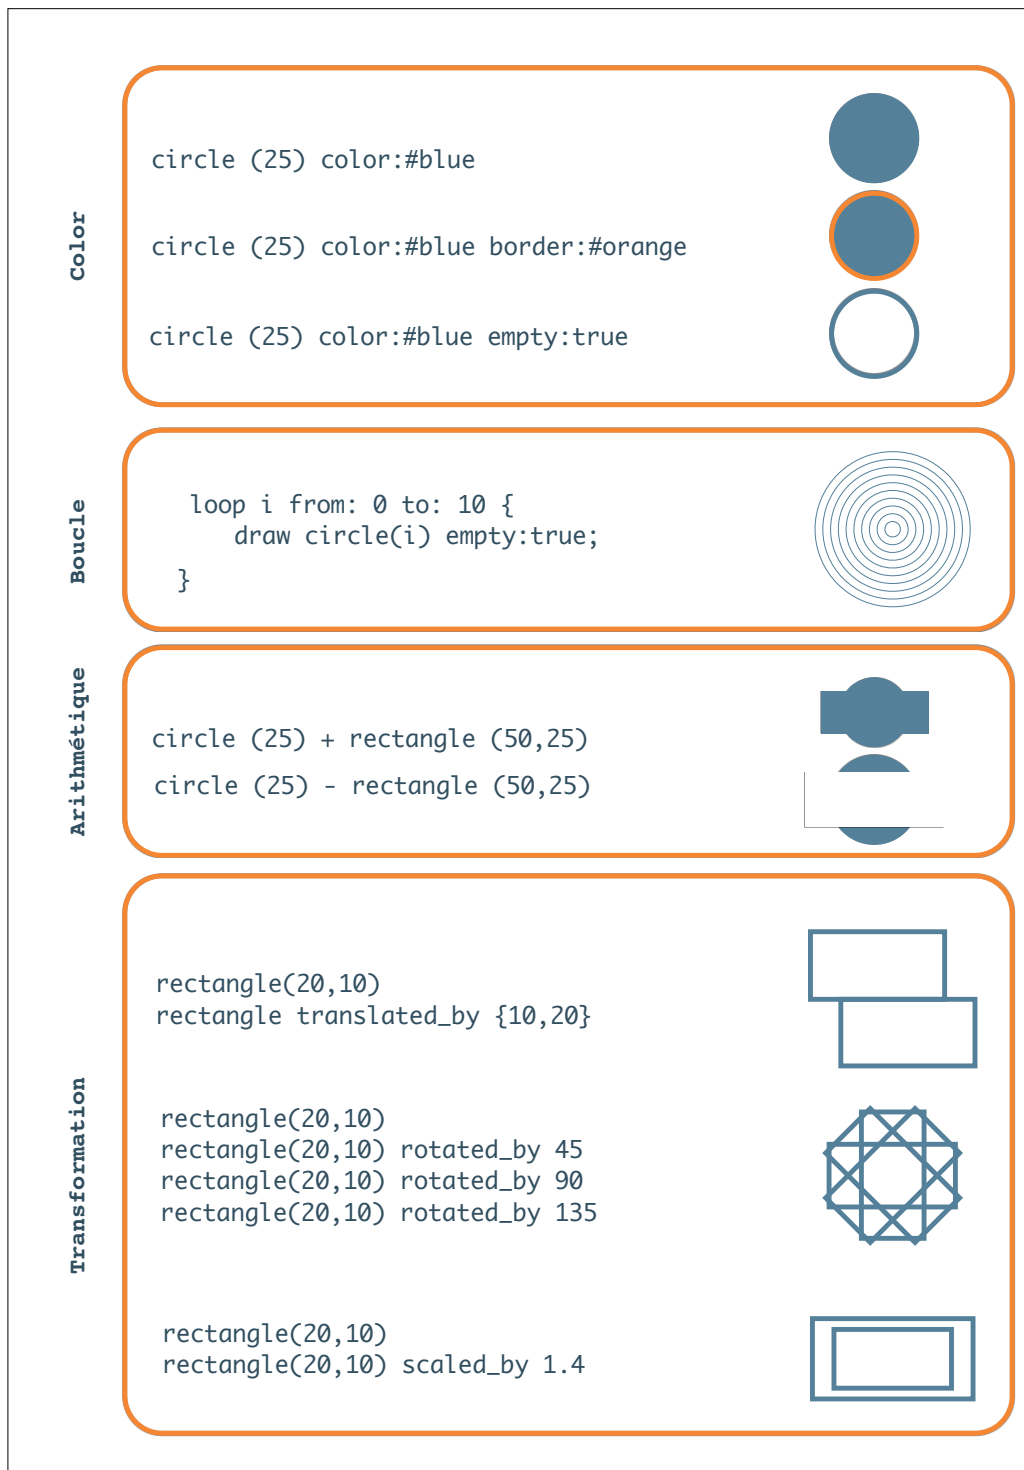 Color
circle (25) color:#blue
circle (25) color:#blue border:#orange
circle (25) color:#blue empty:true
Boucle
loop i from: 0 to: 10 {
draw circle(i) empty:true;
}
Arithmétique
circle (25) + rectangle (50,25)
circle (25) - rectangle (50,25)
Transformation
rectangle(20,10)
rectangle translated_by {10,20}
rectangle(20,10)
rectangle(20,10) rotated_by 45
rectangle(20,10) rotated_by 90
rectangle(20,10) rotated_by 135
rectangle(20,10)
rectangle(20,10) scaled_by 1.4